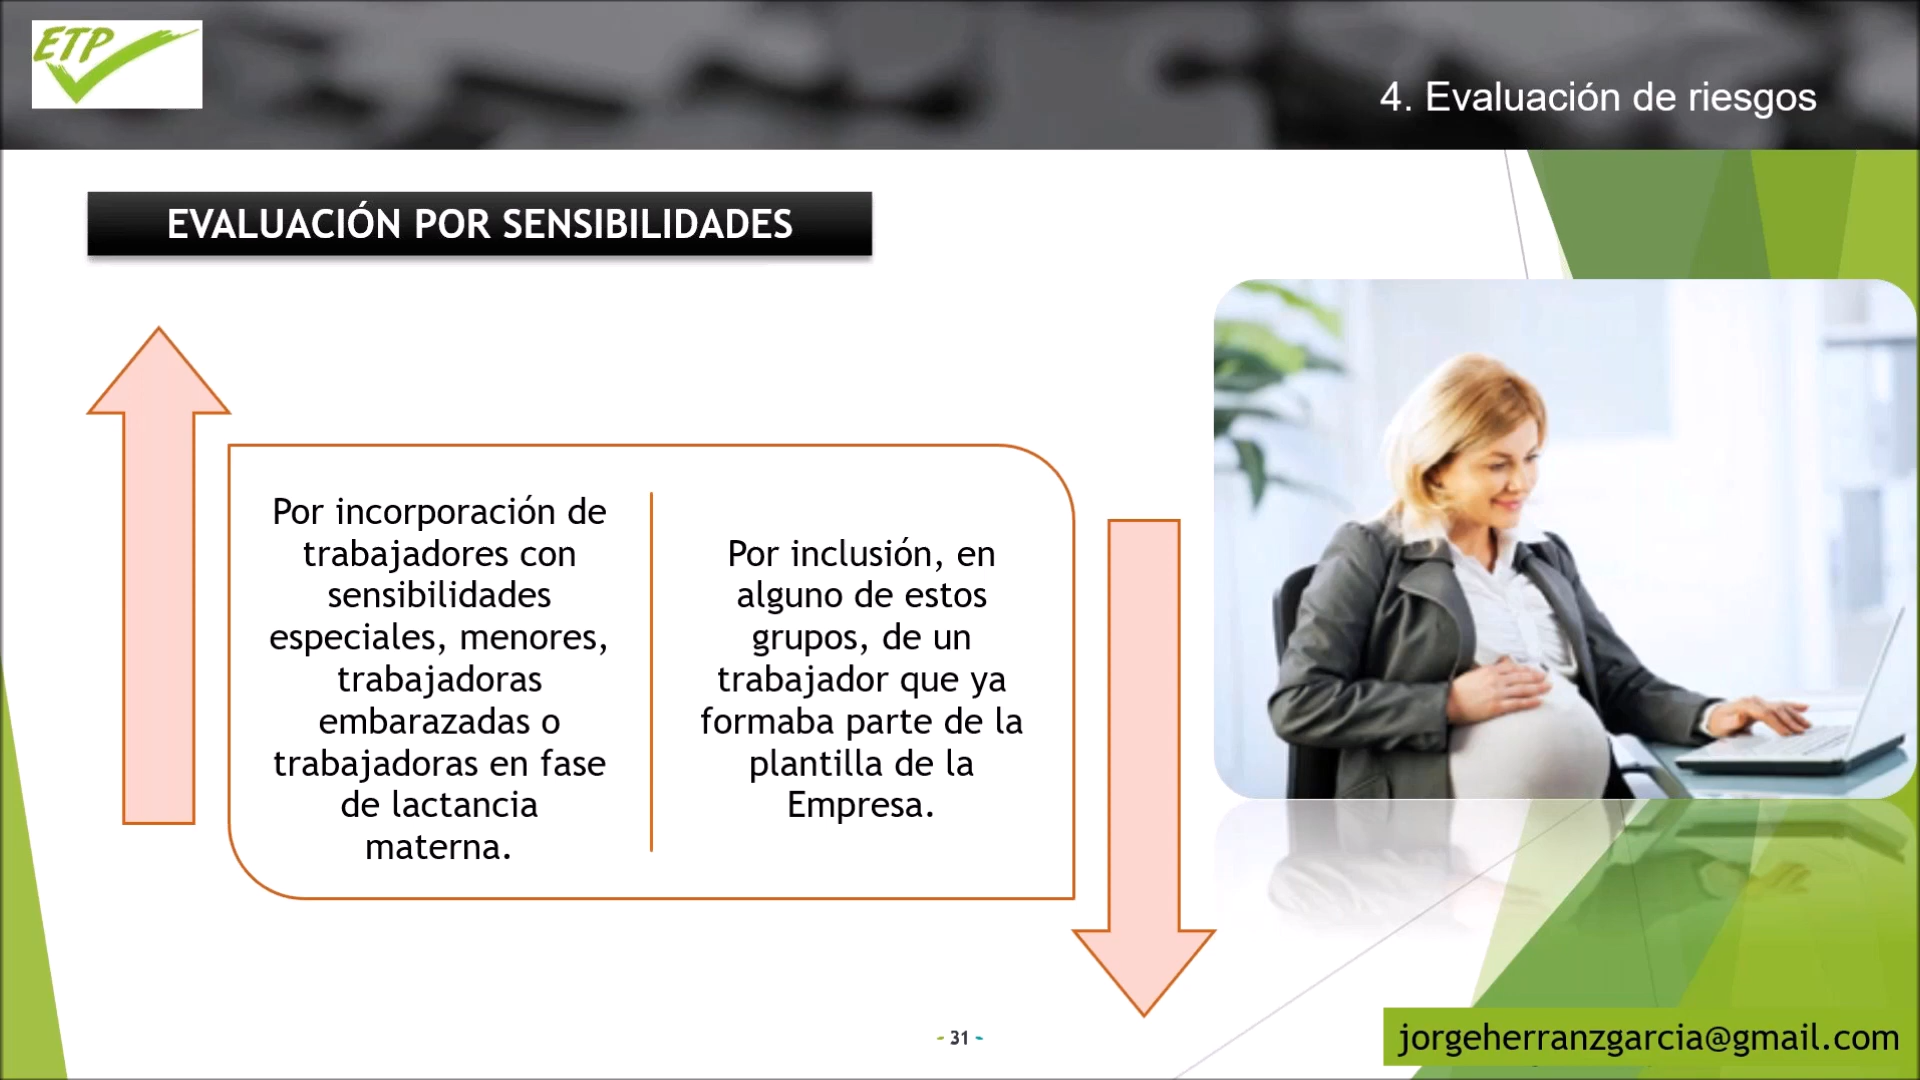 ETP
4. Evaluación de riesgos
EVALUACIÓN POR SENSIBILIDADES
Por incorporación de
trabajadores con
sensibilidades
especiales, menores,
trabajadoras
embarazadas o
trabajadoras en fase
de lactancia
materna.
Por inclusión, en
alguno de estos
grupos, de un
trabajador que ya
formaba parte de la
plantilla de la
Empresa.
- 31 -
jorgeherranzgarcia@gmail.com